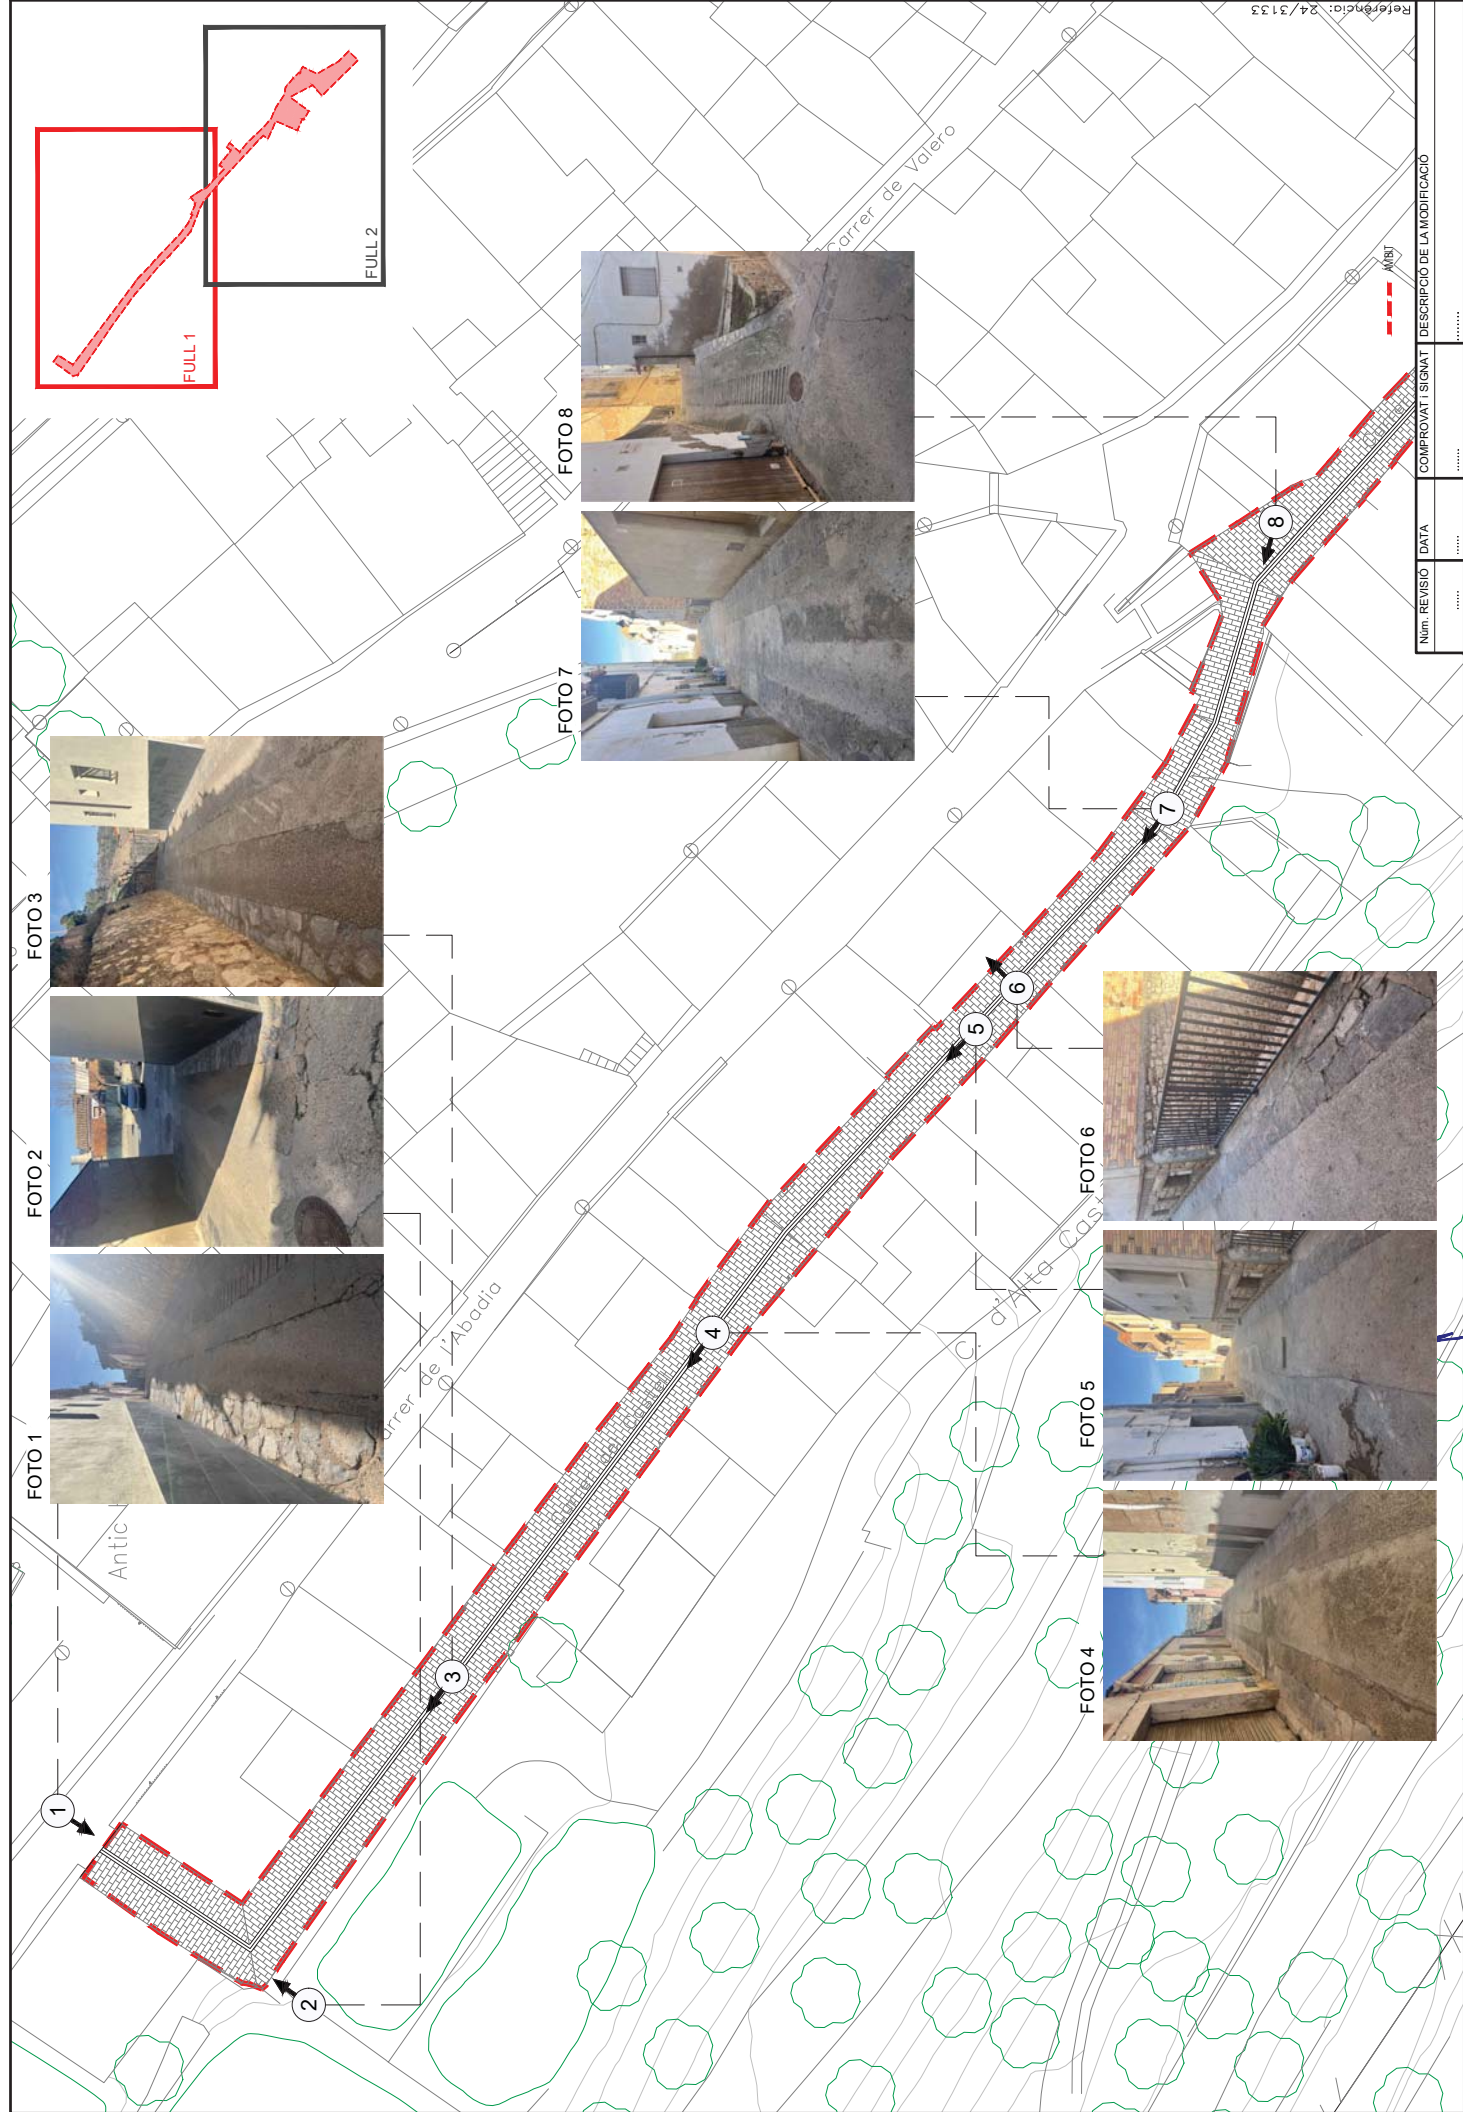 FOTO 1
FOTO 2
FOTO 3
FOTO 7
FOTO 8
FULL 1
FULL 2
Antic
arrer de l'Abadia
Carrer de Valero
C. d'Alta Cas
1
2
3
4
5
6
7
8
FOTO 4
FOTO 5
FOTO 6
ÀMBIT
Núm. REVISIÓ
DATA
COMPROVAT i SIGNAT
DESCRIPCIÓ DE LA MODIFICACIÓ
......
......
......
........
Referència: 24/3133